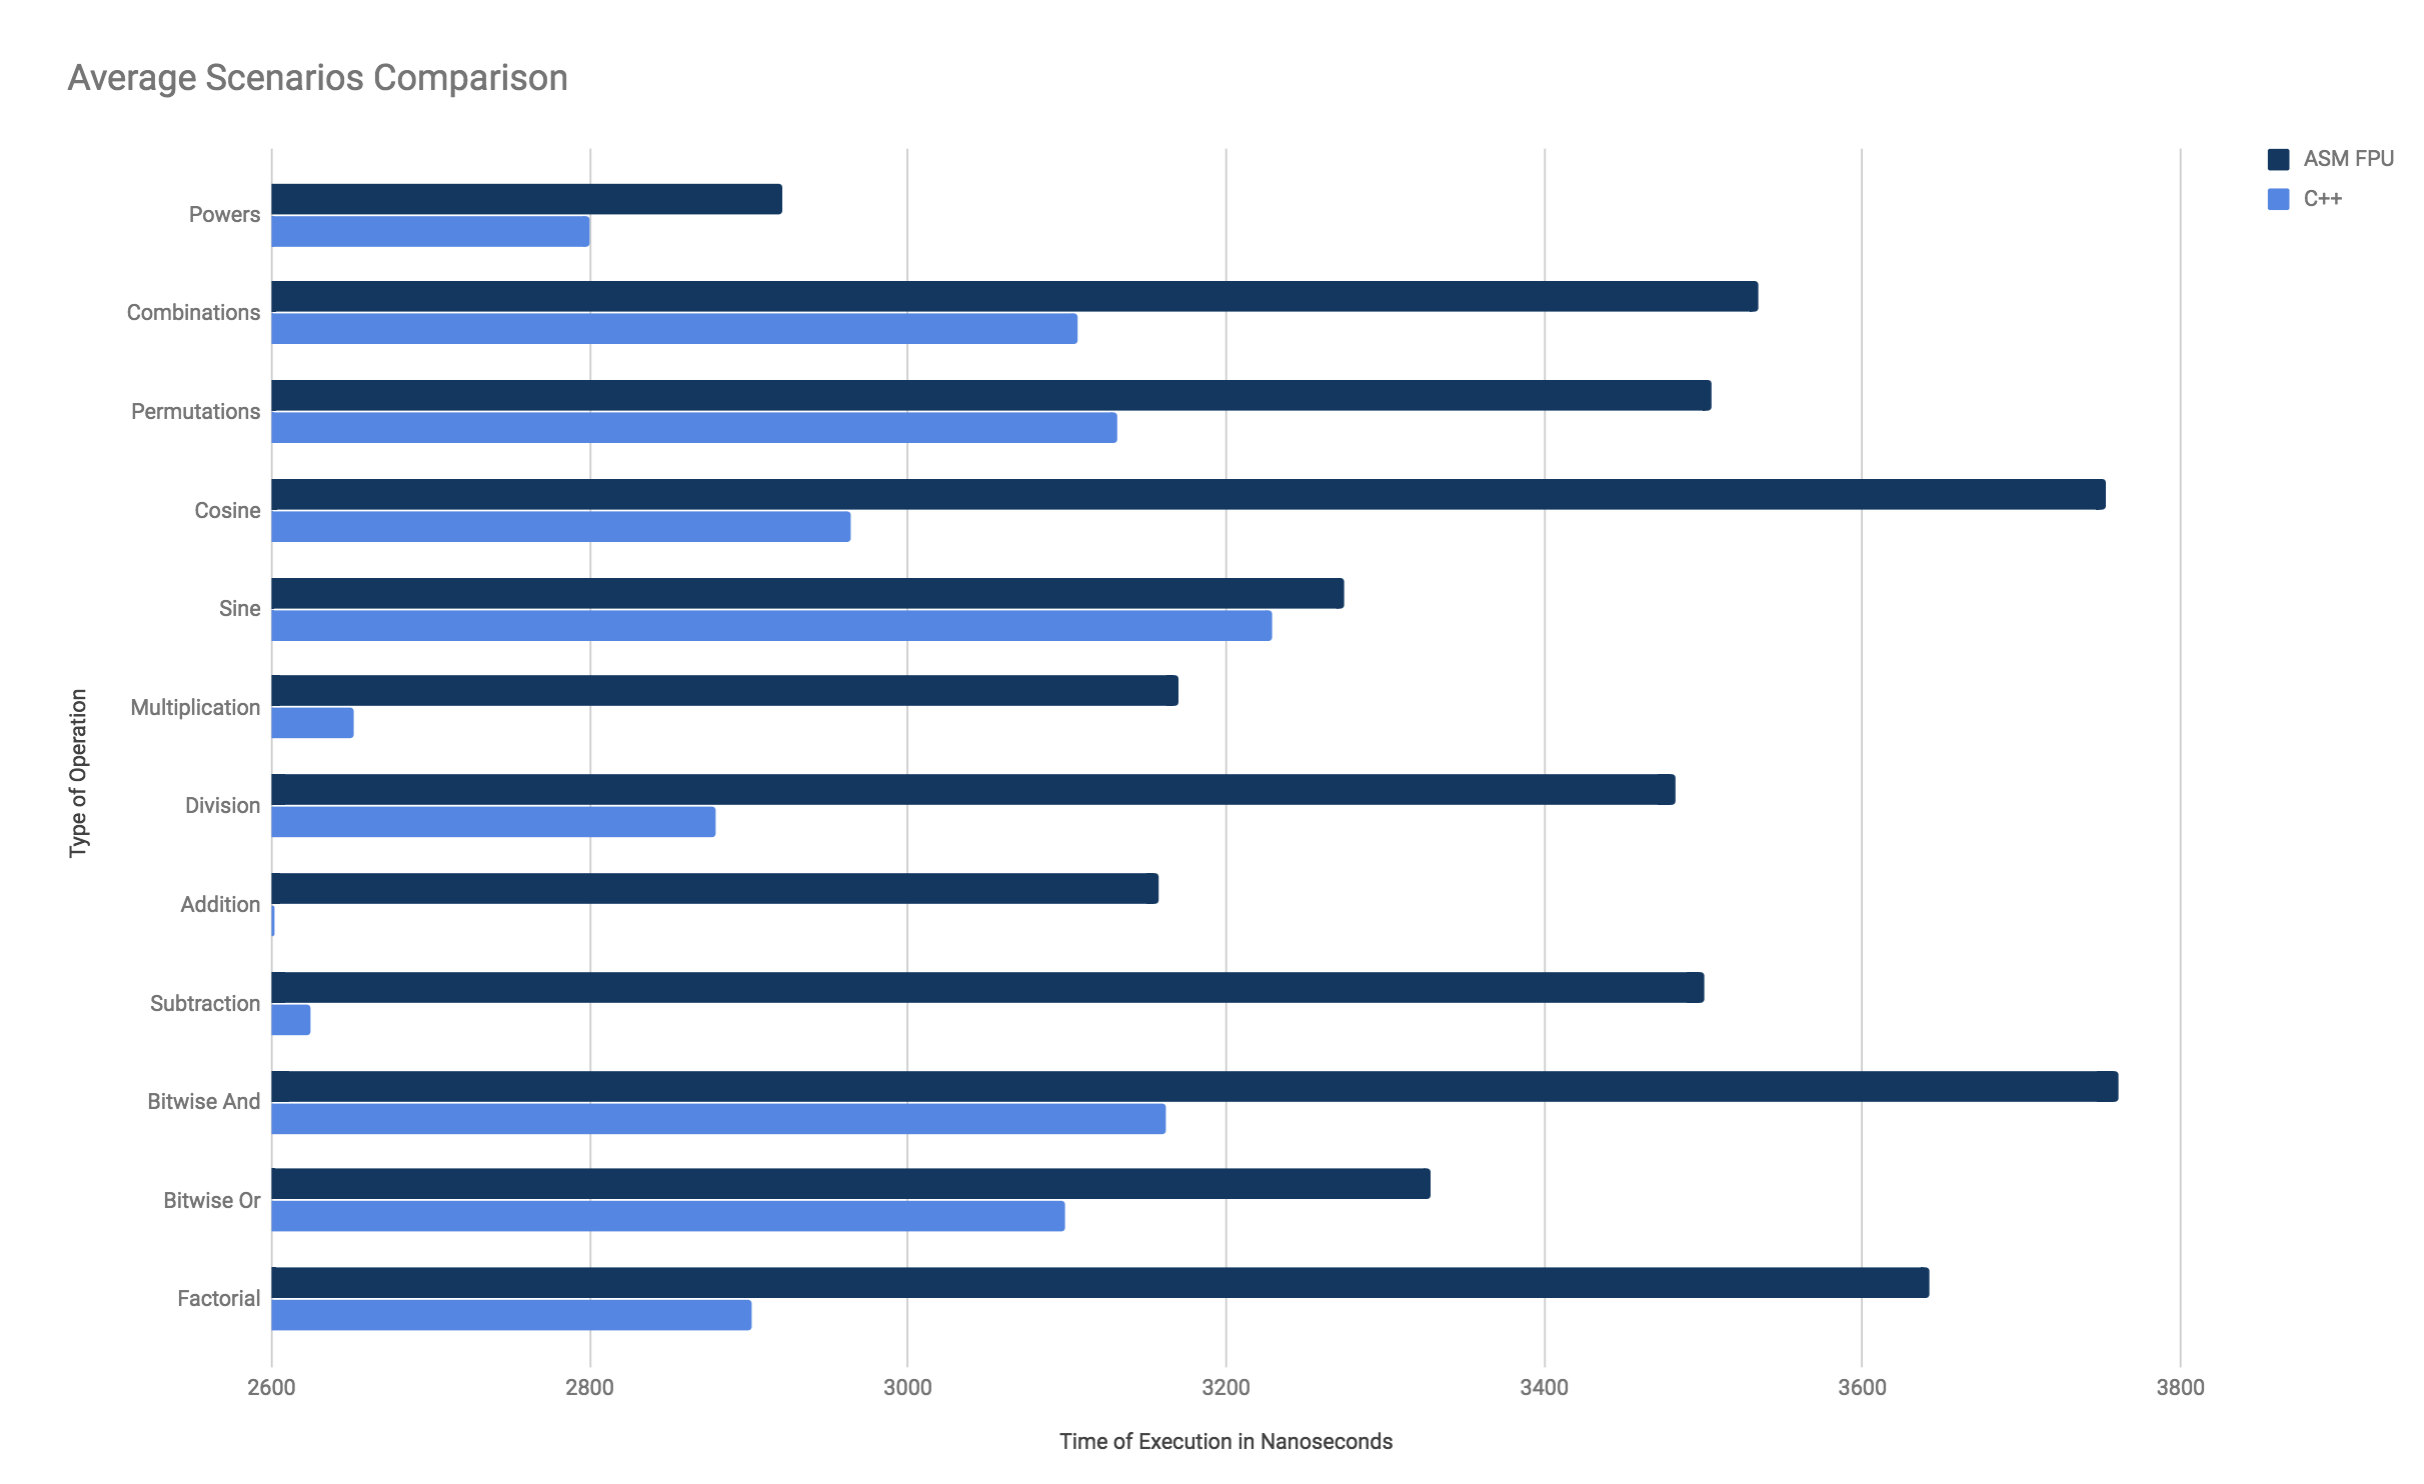 Average Scenarios Comparison
ASM FPU
C++
Type of Operation
Powers
Combinations
Permutations
Cosine
Sine
Multiplication
Division
Addition
Subtraction
Bitwise And
Bitwise Or
Factorial
2600 2800 3000 3200 3400 3600 3800
Time of Execution in Nanoseconds